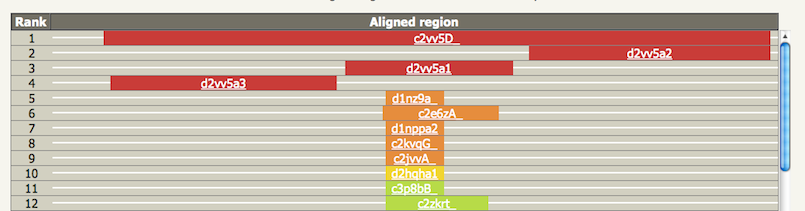 Rank Aligned region
1 c2vv5D_
2 d2vv5a2
3 d2vv5a1
4 d2vv5a3
5 d1nz9a_
6 c2e6zA_
7 d1nppa2
8 c2kvqG_
9 c2jvvA_
10 d2hqha1
11 c3p8bB_
12 c2zkrt_